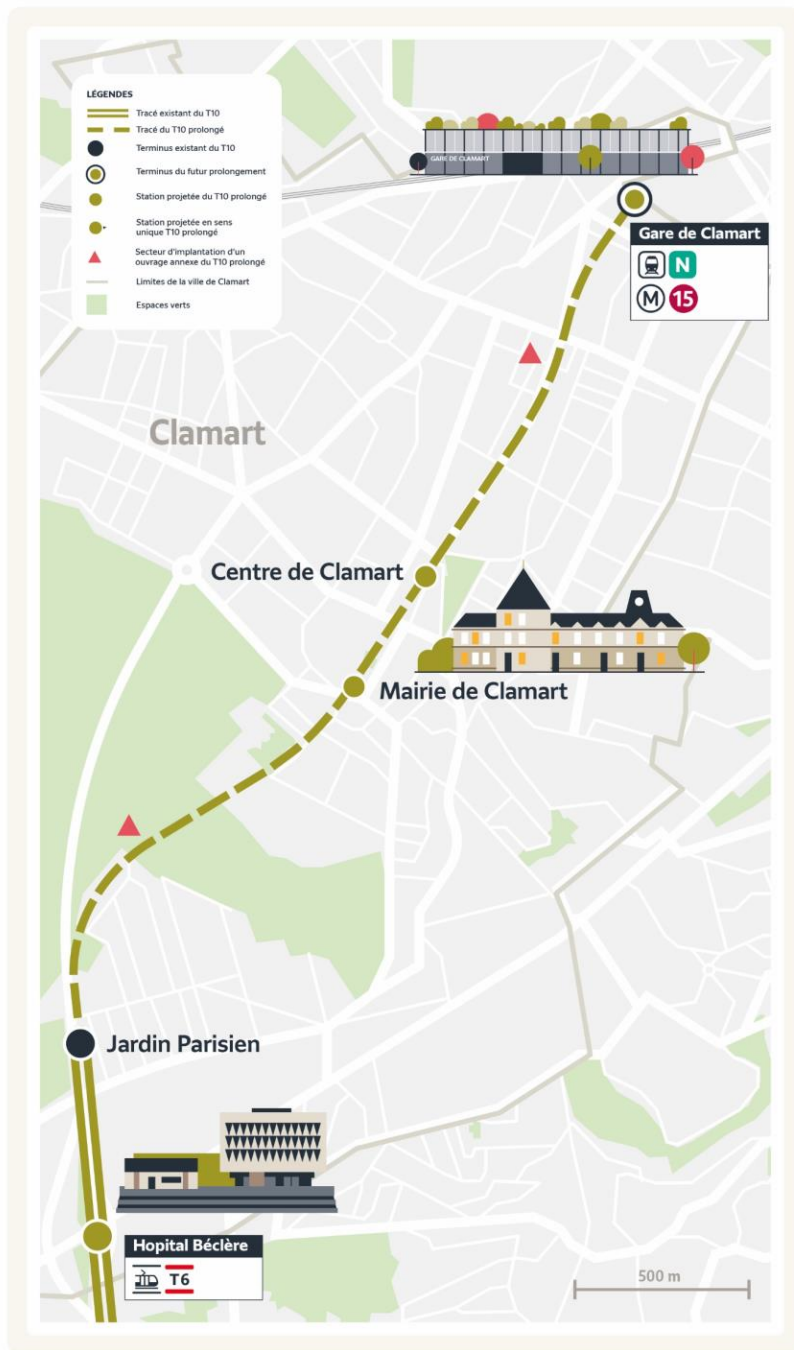 LÉGENDES
Tracé existant du T10
Tracé du T10 prolongé
Terminus existant du T10
Terminus du futur prolongement
Station projetée du T10 prolongé
Station projetée en sens
unique T10 prolongé
Secteur d'implantation d'un
ouvrage annexe du T10 prolongé
Limites de la ville de Clamart
Espaces verts
GARE DE CLAMART
Gare de Clamart
N
M 15
Clamart
Centre de Clamart
Mairie de Clamart
Jardin Parisien
Hopital Béclère
T6
500 m